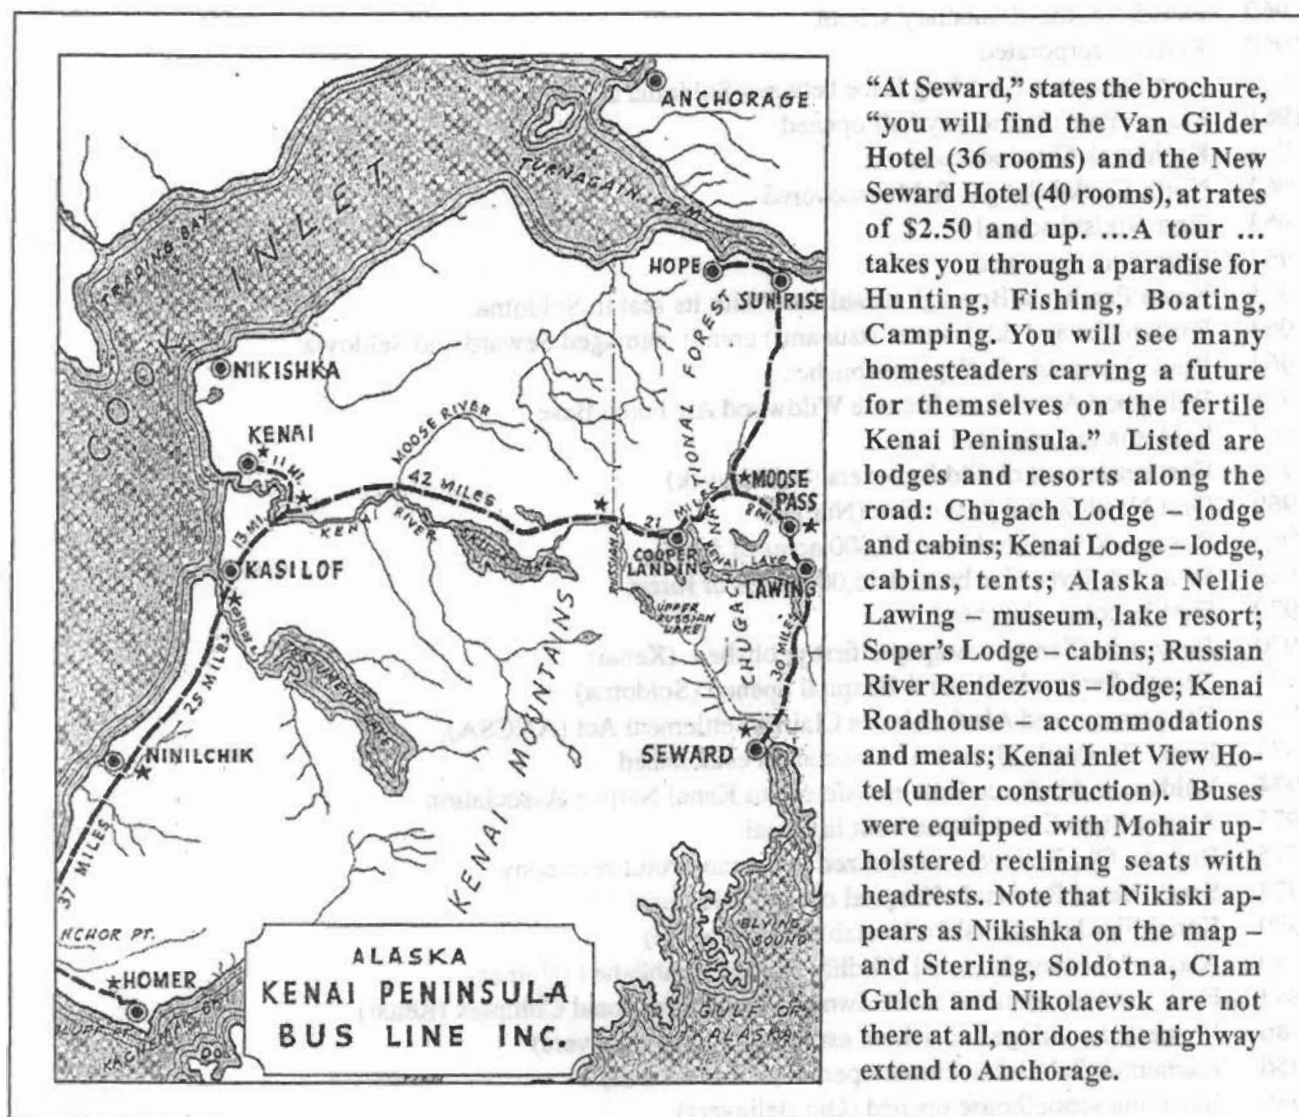 ANCHORAGE
TURNAGAIN ARM
INLET
TRADING BAY
HOPE
SUNRISE
NIKISHKA
COOK
KENAI
11 MI.
MOOSE RIVER
42 MILES
KENAI RIVER
13 MI.
KASILOF
MOOSE
PASS
21
COOPER
LANDING
LAWING
UPPER
RUSSIAN
LAKE
CHUGACH
KENAI MOUNTAINS
25 MILES
NINILCHIK
SEWARD
37 MILES
NCHOR PT.
HOMER
GULF OF
ALASKA
ALASKA
KENAI PENINSULA
BUS LINE INC
“At Seward,” states the brochure,
“you will find the Van Gilder
Hotel (36 rooms) and the New
Seward Hotel (40 rooms), at rates
of $2.50 and up. ...A tour ...
takes you through a paradise for
Hunting, Fishing, Boating,
Camping. You will see many
homesteaders carving a future
for themselves on the fertile
Kenai Peninsula.” Listed are
lodges and resorts along the
road: Chugach Lodge – lodge
and cabins; Kenai Lodge – lodge,
cabins, tents; Alaska Nellie
Lawing – museum, lake resort;
Soper’s Lodge – cabins; Russian
River Rendezvous – lodge; Kenai
Roadhouse – accommodations
and meals; Kenai Inlet View Ho-
tel (under construction). Buses
were equipped with Mohair up-
holstered reclining seats with
headrests. Note that Nikiski ap-
pears as Nikishka on the map –
and Sterling, Soldotna, Clam
Gulch and Nikolaevsk are not
there at all, nor does the highway
extend to Anchorage.